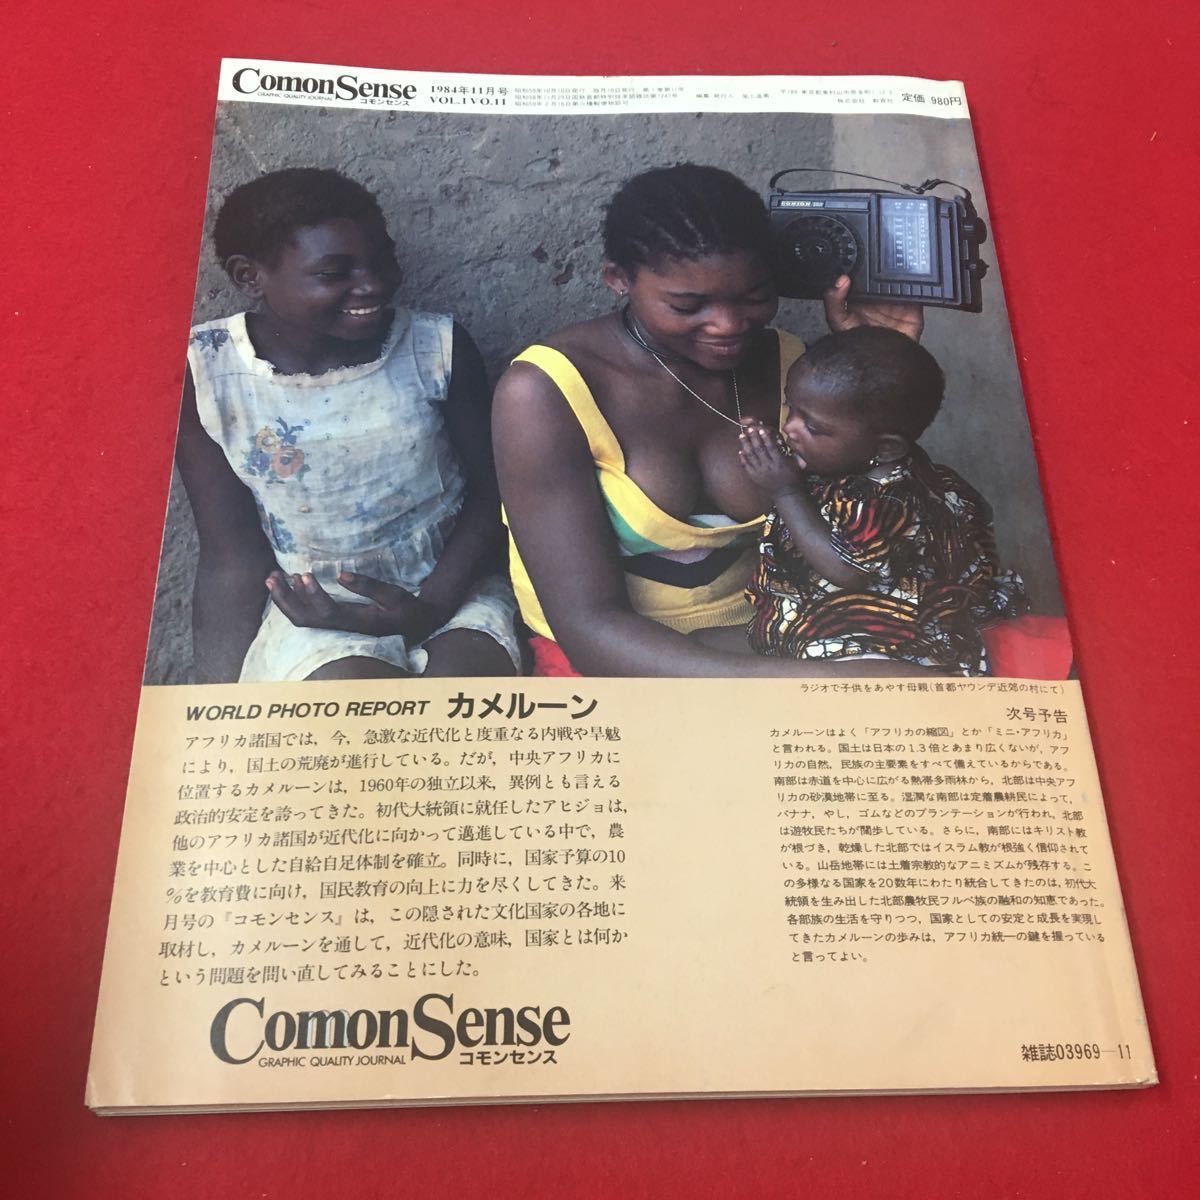 ComonSense
GRAPHIC QUALITY JOURNAL
コモンセンス
1984年11月号
VOL.1 VO.11
定価 980円
ラジオで子供をあやす母親(首都ヤウンデ近郊の村にて)
WORLD PHOTO REPORT カメルーン
アフリカ諸国では，今，急激な近代化と度重なる内戦や旱魃
により，国土の荒廃が進行している。だが，中央アフリカに
位置するカメルーンは，1960年の独立以来，異例とも言える
政治的安定を誇ってきた。初代大統領に就任したアヒジョは，
他のアフリカ諸国が近代化に向かって邁進している中で，農
業を中心とした自給自足体制を確立。同時に，国家予算の10
％を教育費に向け，国民教育の向上に力を尽くしてきた。来
月号の『コモンセンス』は，この隠された文化国家の各地に
取材し，カメルーンを通して，近代化の意味，国家とは何か
という問題を問い直してみることにした。
次号予告
カメルーンはよく「アフリカの縮図」とか「ミニ・アフリカ」
と言われる。国土は日本の1.3倍とあまり広くないが，アフ
リカの自然，民族の主要素をすべて備えているからである。
南部は赤道を中心に広がる熱帯多雨林から，北部は中央アフ
リカの砂漠地帯に至る。湿潤な南部は定着農耕民によって，
バナナ，やし，ゴムなどのプランテーションが行われ，北部
は遊牧民たちが闊歩している。さらに，南部にはキリスト教
が根づき，乾燥した北部ではイスラム教が根強く信仰されて
いる。山岳地帯には土着宗教的なアニミズムが残存する。こ
の多様なる国家を20数年にわたり統合してきたのは，初代大
統領を生み出した北部農牧民フルベ族の融和の知恵であった。
各部族の生活を守りつつ，国家としての安定と成長を実現し
てきたカメルーンの歩みは，アフリカ統一の鍵を握っている
と言ってよい。
ComonSense
GRAPHIC QUALITY JOURNAL
コモンセンス
雑誌03969—11